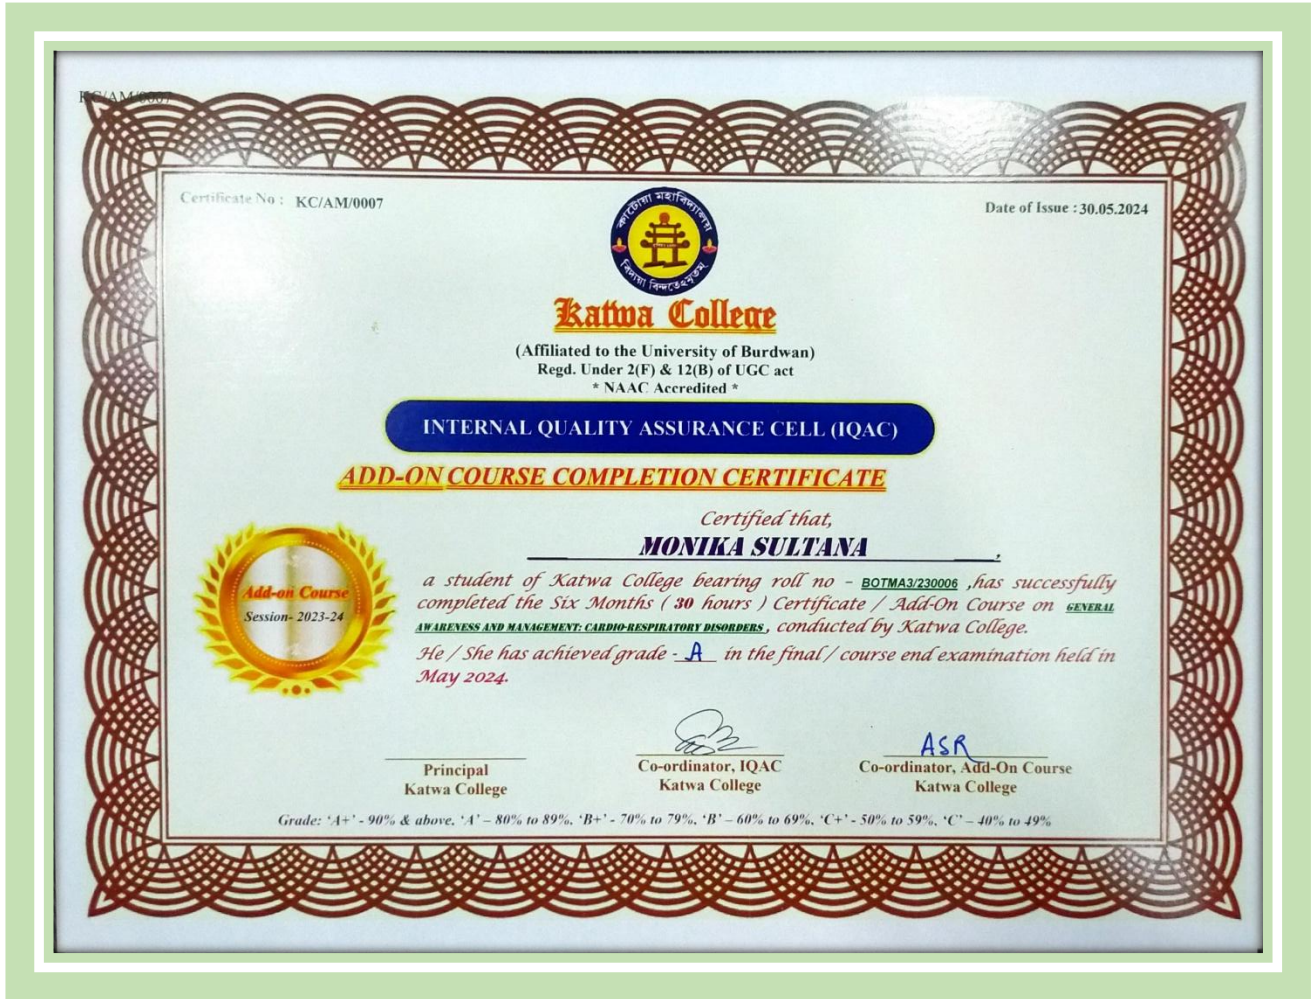 KC/AM/0007
Certificate No : KC/AM/0007
Date of Issue : 30.05.2024
কাটোয়া মহাবিদ্যালয়
বিদ্যয়া বিন্দতেঽমৃতম্
Katwa College
(Affiliated to the University of Burdwan)
Regd. Under 2(F) & 12(B) of UGC act
* NAAC Accredited *
INTERNAL QUALITY ASSURANCE CELL (IQAC)
ADD-ON COURSE COMPLETION CERTIFICATE
Certified that,
MONIKA SULTANA ,
a student of Katwa College bearing roll no – BOTMA3/230006 ,has successfully
completed the Six Months ( 30 hours ) Certificate / Add-On Course on GENERAL
AWARENESS AND MANAGEMENT: CARDIO-RESPIRATORY DISORDERS , conducted by Katwa College.
He / She has achieved grade - A in the final / course end examination held in
May 2024.
Add-on Course
Session- 2023-24
ASR
Principal
Katwa College
Co-ordinator, IQAC
Katwa College
Co-ordinator, Add-On Course
Katwa College
Grade: ‘A+’ - 90% & above, ‘A’ – 80% to 89%, ‘B+’ - 70% to 79%, ‘B’ – 60% to 69%, ‘C+’ - 50% to 59%, ‘C’ – 40% to 49%